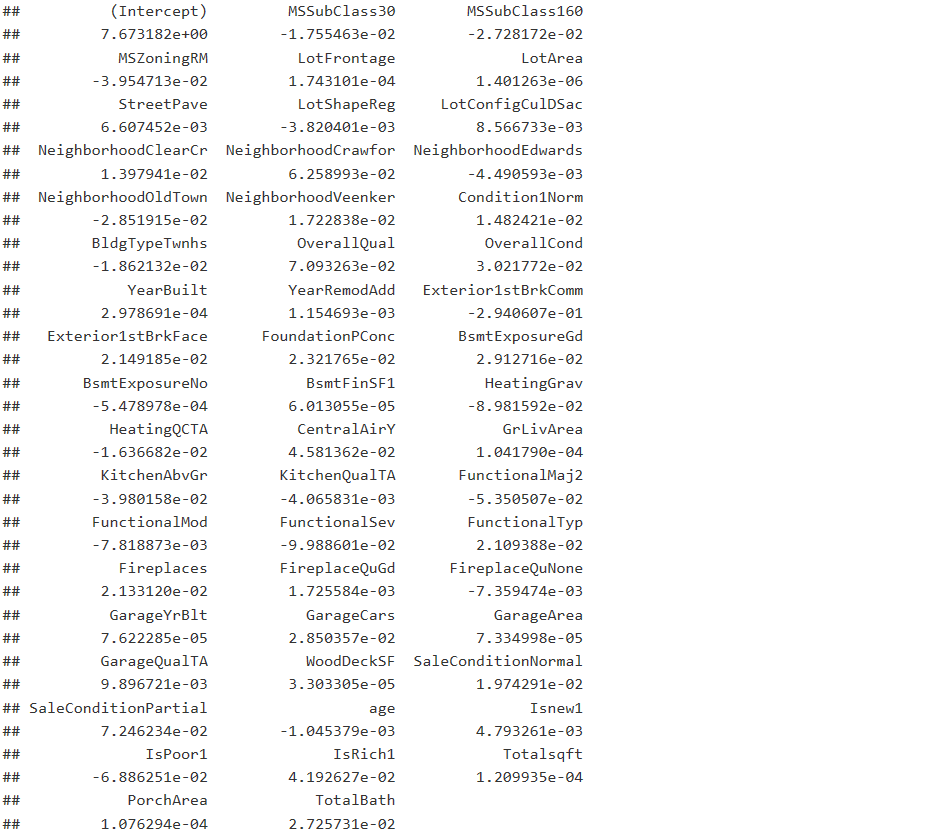 ## (Intercept) MSSubClass30 MSSubClass160
## 7.673182e+00 -1.755463e-02 -2.728172e-02
## MSZoningRM LotFrontage LotArea
## -3.954713e-02 1.743101e-04 1.401263e-06
## StreetPave LotShapeReg LotConfigCulDSac
## 6.607452e-03 -3.820401e-03 8.566733e-03
## NeighborhoodClearCr NeighborhoodCrawfor NeighborhoodEdwards
## 1.397941e-02 6.258993e-02 -4.490593e-03
## NeighborhoodOldTown NeighborhoodVeenker Condition1Norm
## -2.851915e-02 1.722838e-02 1.482421e-02
## BldgTypeTwnhs OverallQual OverallCond
## -1.862132e-02 7.093263e-02 3.021772e-02
## YearBuilt YearRemodAdd Exterior1stBrkComm
## 2.978691e-04 1.154693e-03 -2.940607e-01
## Exterior1stBrkFace FoundationPConc BsmtExposureGd
## 2.149185e-02 2.321765e-02 2.912716e-02
## BsmtExposureNo BsmtFinSF1 HeatingGrav
## -5.478978e-04 6.013055e-05 -8.981592e-02
## HeatingQCTA CentralAirY GrLivArea
## -1.636682e-02 4.581362e-02 1.041790e-04
## KitchenAbvGr KitchenQualTA FunctionalMaj2
## -3.980158e-02 -4.065831e-03 -5.350507e-02
## FunctionalMod FunctionalSev FunctionalTyp
## -7.818873e-03 -9.988601e-02 2.109388e-02
## Fireplaces FireplaceQuGd FireplaceQuNone
## 2.133120e-02 1.725584e-03 -7.359474e-03
## GarageYrBlt GarageCars GarageArea
## 7.622285e-05 2.850357e-02 7.334998e-05
## GarageQualTA WoodDeckSF SaleConditionNormal
## 9.896721e-03 3.303305e-05 1.974291e-02
## SaleConditionPartial age Isnew1
## 7.246234e-02 -1.045379e-03 4.793261e-03
## IsPoor1 IsRich1 Totalsqft
## -6.886251e-02 4.192627e-02 1.209935e-04
## PorchArea TotalBath
## 1.076294e-04 2.725731e-02